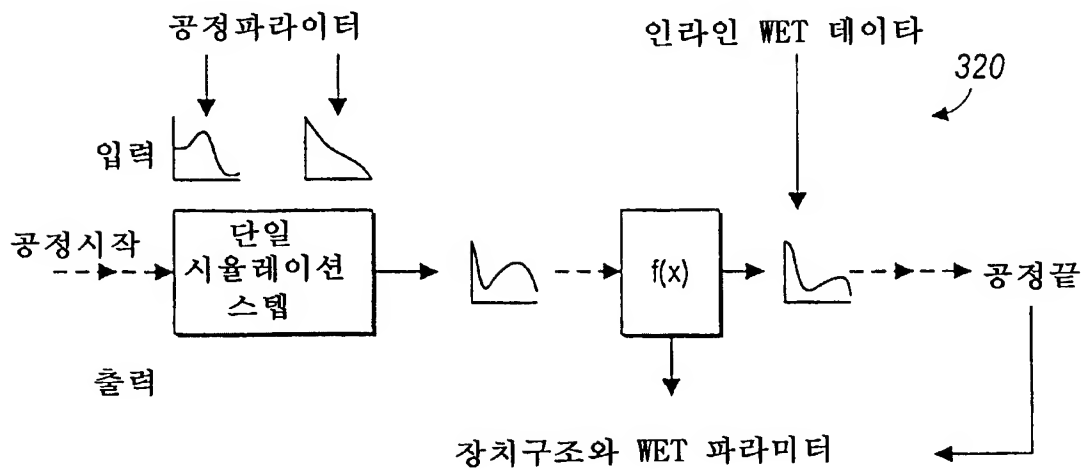 공정파라이터
인라인 WET 데이타
320
입력
공정시작
단일
시율레이션
스텝
f(x)
공정끝
출력
장치구조와 WET 파라미터